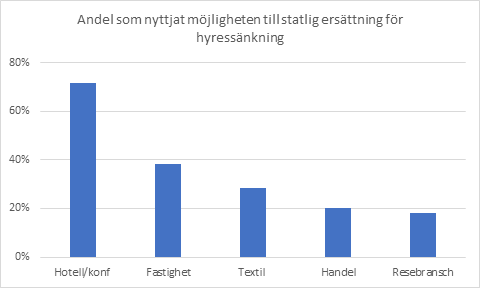 Andel som nyttjat möjligheten till statlig ersättning för
hyressänkning
80%
60%
40%
20%
0%
Hotell/konf Fastighet Textil Handel Resebransch